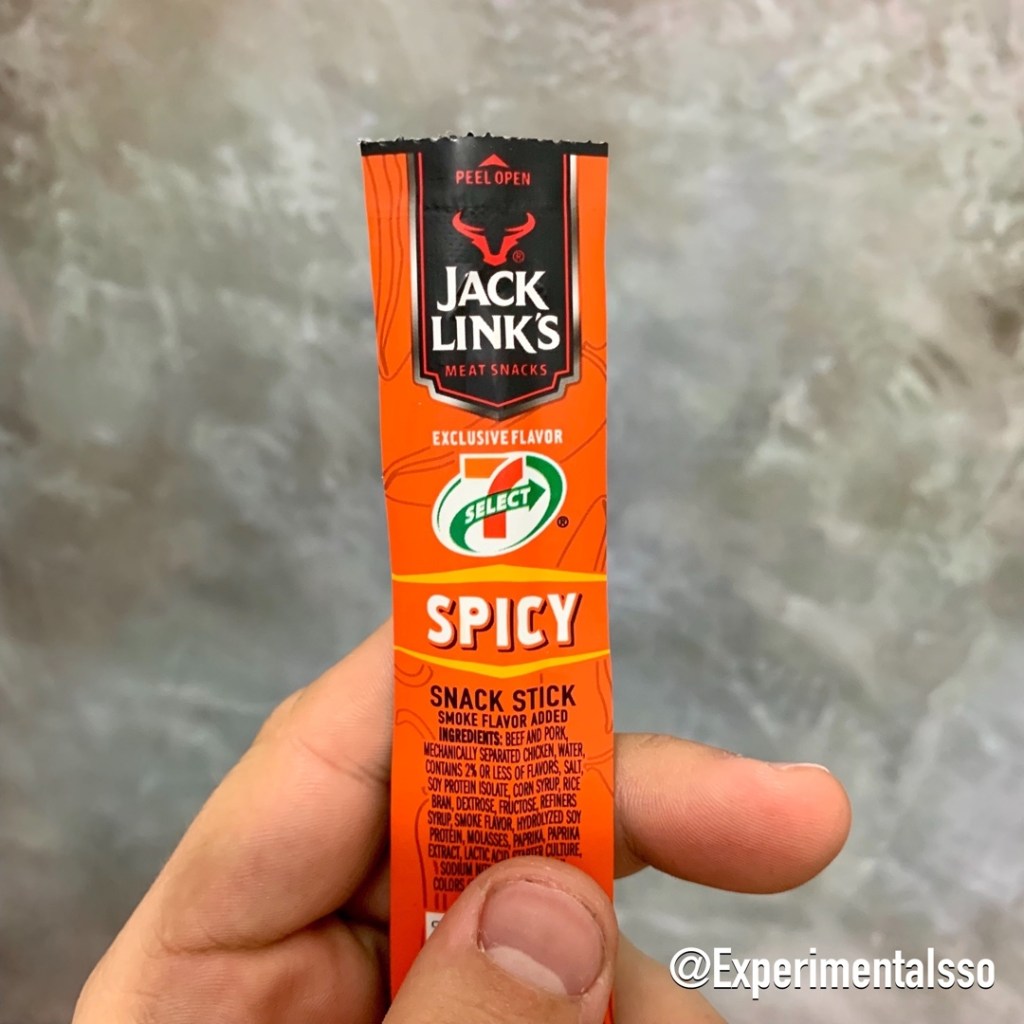 PEEL OPEN
®
JACK
LINK'S
MEAT SNACKS
EXCLUSIVE FLAVOR
7
SELECT
®
SPICY
SNACK STICK
SMOKE FLAVOR ADDED
INGREDIENTS: BEEF AND PORK,
MECHANICALLY SEPARATED CHICKEN, WATER,
CONTAINS 2% OR LESS OF FLAVORS, SALT,
SOY PROTEIN ISOLATE, CORN SYRUP, RICE
BRAN, DEXTROSE, FRUCTOSE, REFINERS
SYRUP, SMOKE FLAVOR, HYDROLYZED SOY
PROTEIN, MOLASSES, PAPRIKA, PAPRIKA
EXTRACT, LACTIC ACID STARTER CULTURE,
SODIUM
COLORS
@Experimentalsso